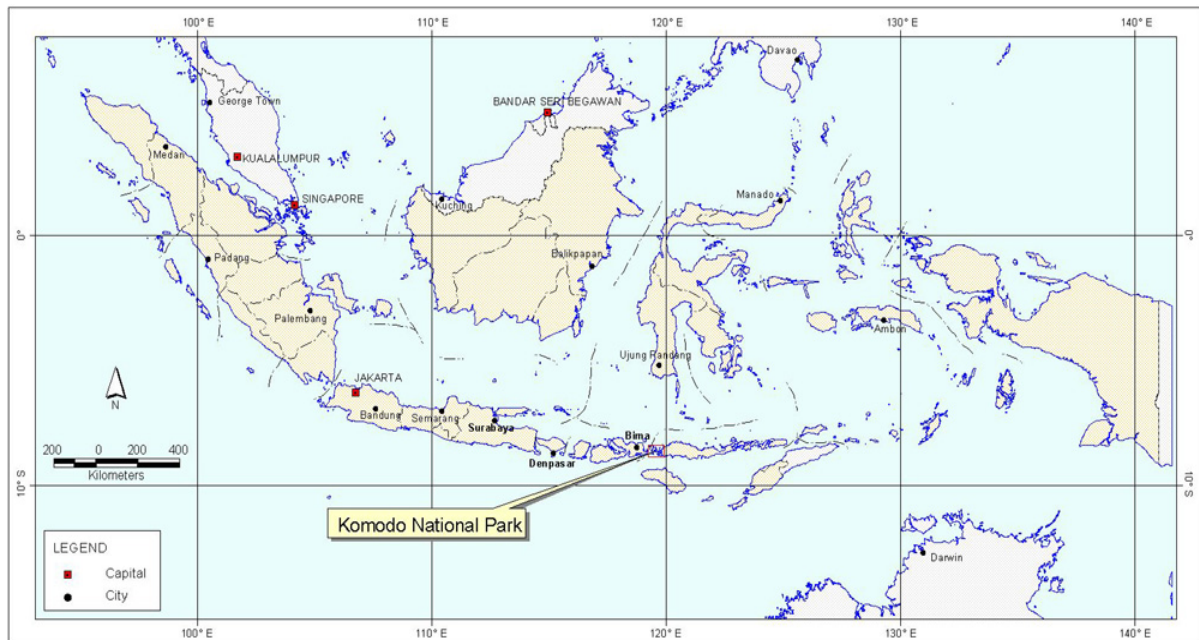 100°E
110°E
120°E
130°E
140°E
Davao
George Town
BANDAR SERI BEGAWAN
Medan
KUALALUMPUR
SINGAPORE
Kuching
Manado
0°
0°
Padang
Balikpapan
Palembang
Ambon
Ujung Pandang
N
JAKARTA
Bandung
Semarang
Surabaya
Bima
Denpasar
200 0 200 400
Kilometers
10°S
10°S
Komodo National Park
LEGEND
Capital
City
Darwin
100°E
110°E
120°E
130°E
140°E